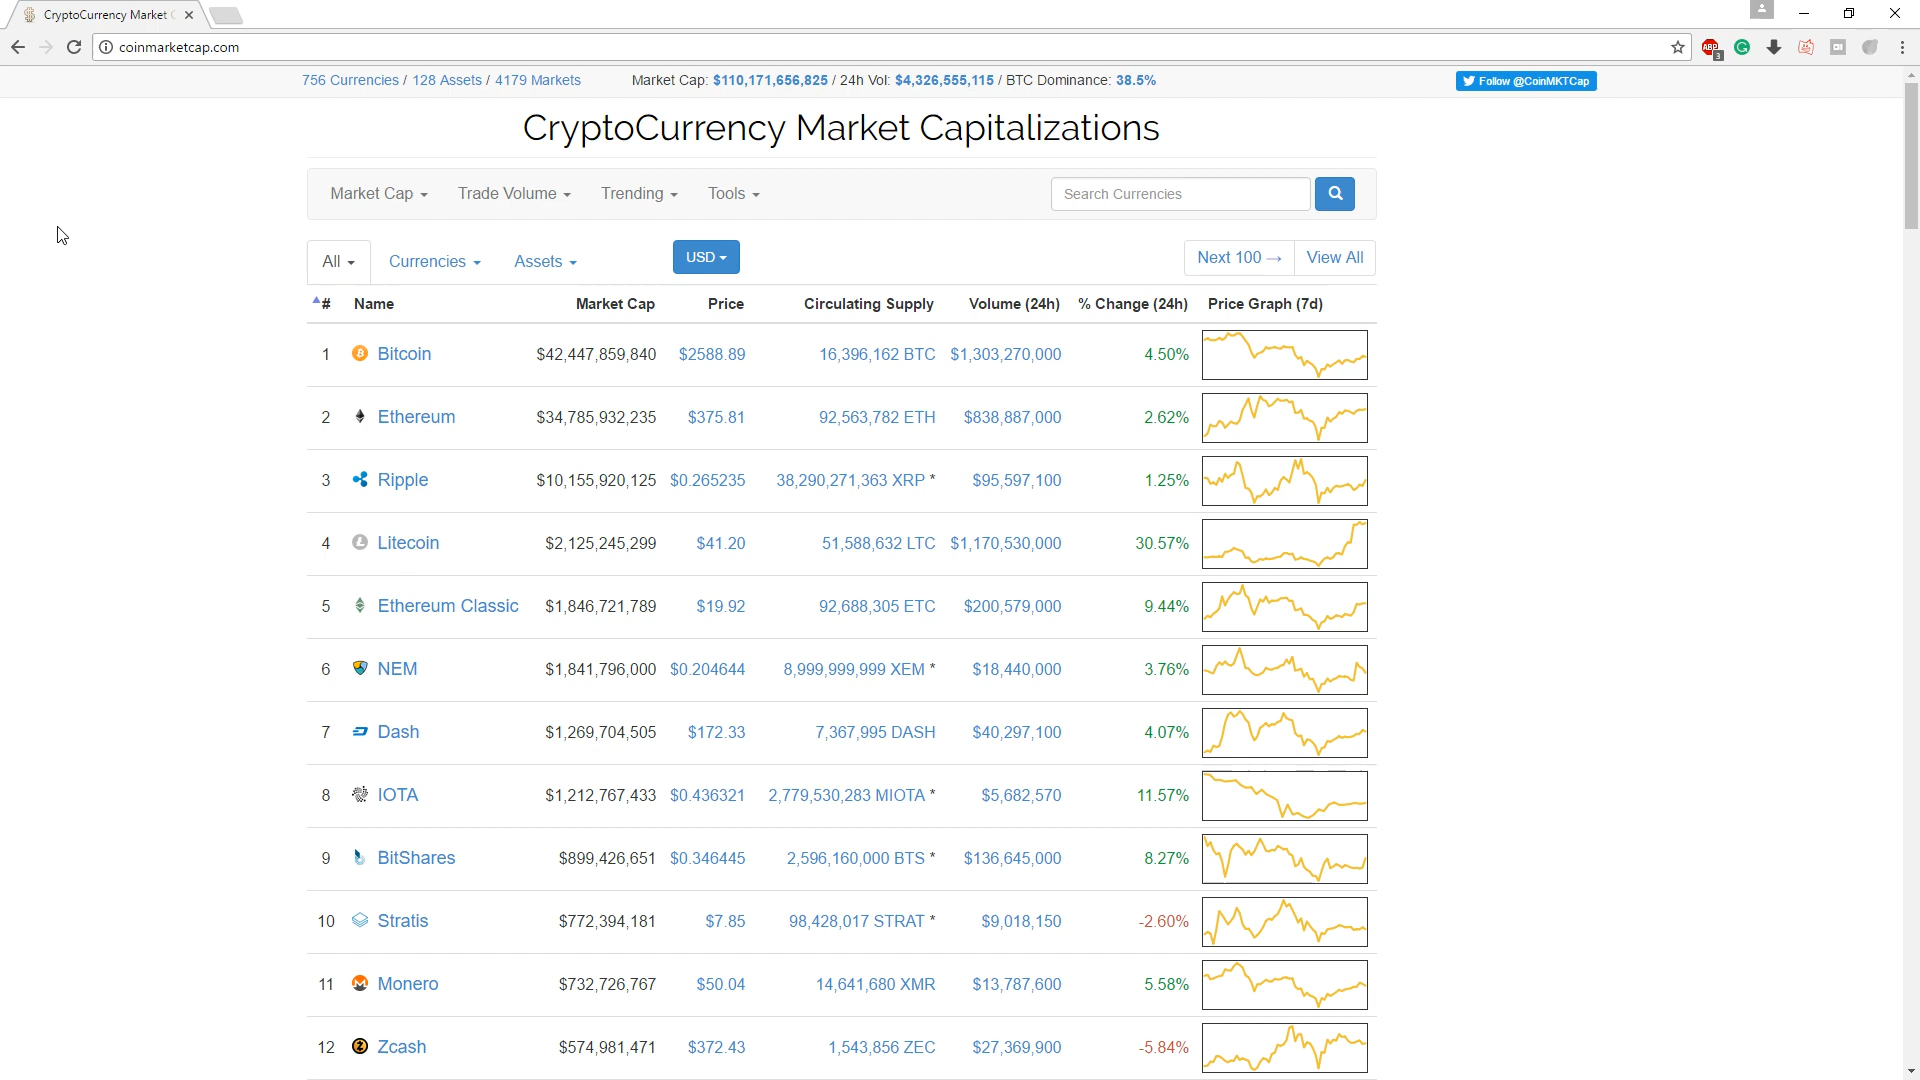 CryptoCurrency Market
coinmarketcap.com
ABP 3
756 Currencies / 128 Assets / 4179 Markets Market Cap: $110,171,656,825 / 24h Vol: $4,326,555,115 / BTC Dominance: 38.5% Follow @CoinMKTCap
CryptoCurrency Market Capitalizations
Market Cap Trade Volume Trending Tools Search Currencies
All Currencies Assets USD Next 100 → View All
# Name Market Cap Price Circulating Supply Volume (24h) % Change (24h) Price Graph (7d)
1 Bitcoin $42,447,859,840 $2588.89 16,396,162 BTC $1,303,270,000 4.50%
2 Ethereum $34,785,932,235 $375.81 92,563,782 ETH $838,887,000 2.62%
3 Ripple $10,155,920,125 $0.265235 38,290,271,363 XRP * $95,597,100 1.25%
4 Litecoin $2,125,245,299 $41.20 51,588,632 LTC $1,170,530,000 30.57%
5 Ethereum Classic $1,846,721,789 $19.92 92,688,305 ETC $200,579,000 9.44%
6 NEM $1,841,796,000 $0.204644 8,999,999,999 XEM * $18,440,000 3.76%
7 Dash $1,269,704,505 $172.33 7,367,995 DASH $40,297,100 4.07%
8 IOTA $1,212,767,433 $0.436321 2,779,530,283 MIOTA * $5,682,570 11.57%
9 BitShares $899,426,651 $0.346445 2,596,160,000 BTS * $136,645,000 8.27%
10 Stratis $772,394,181 $7.85 98,428,017 STRAT * $9,018,150 -2.60%
11 Monero $732,726,767 $50.04 14,641,680 XMR $13,787,600 5.58%
12 Zcash $574,981,471 $372.43 1,543,856 ZEC $27,369,900 -5.84%